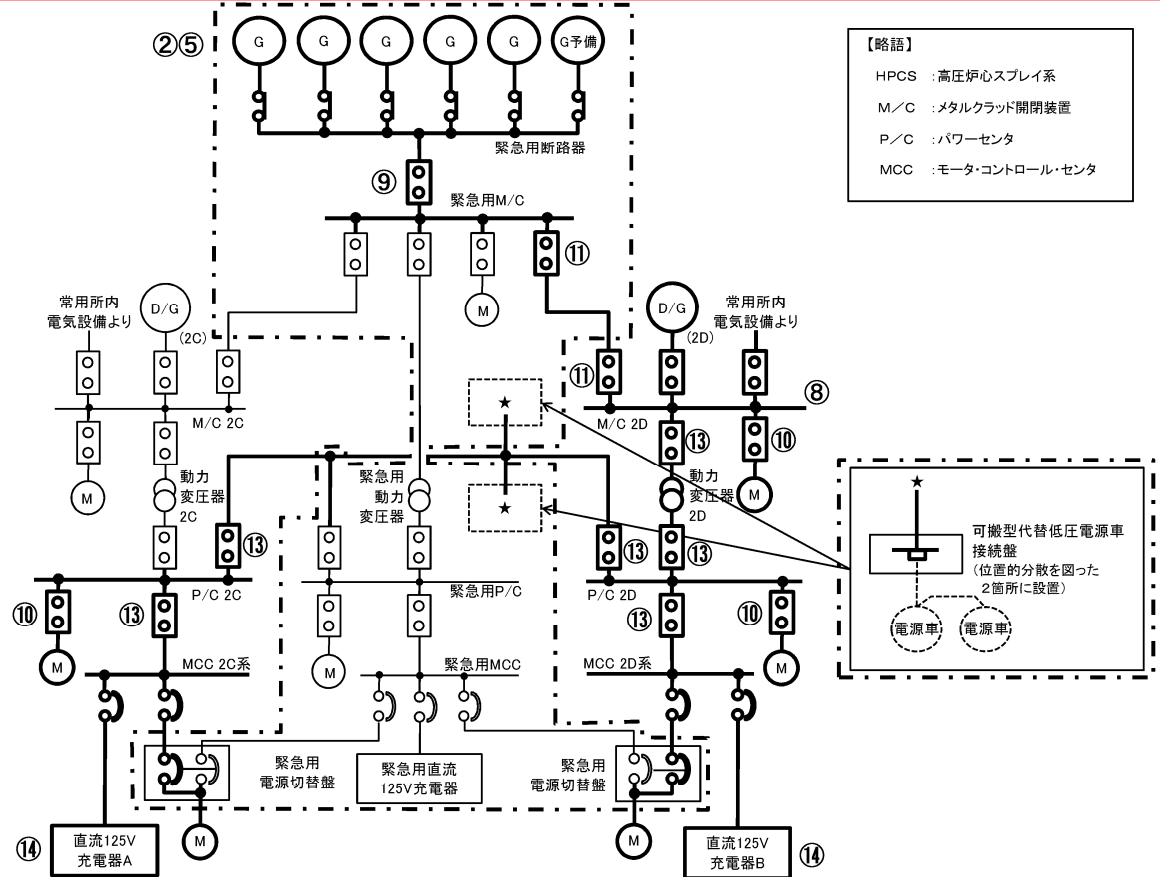 ②⑤
G
G
G
G
G
G予備
緊急用断路器
⑨
緊急用M/C
⑪
M
【略語】
HPCS :高圧炉心スプレイ系
M/C :メタルクラッド開閉装置
P/C :パワーセンタ
MCC :モータ・コントロール・センタ
常用所内
電気設備より
D/G
(2C)
D/G
(2D)
常用所内
電気設備より
★
⑪
⑧
M/C 2C
M/C 2D
⑬
⑩
M
動力
変圧器
2C
緊急用
動力
変圧器
★
動力
変圧器
2D
M
⑬
⑬
⑬
★
可搬型代替低圧電源車
接続盤
(位置的分散を図った
2箇所に設置)
電源車
電源車
P/C 2C
緊急用P/C
P/C 2D
⑩
⑬
⑬
⑩
M
M
M
MCC 2C系
緊急用MCC
MCC 2D系
緊急用
電源切替盤
緊急用直流
125V充電器
緊急用
電源切替盤
M
M
⑭
直流125V
充電器A
直流125V
充電器B
⑭